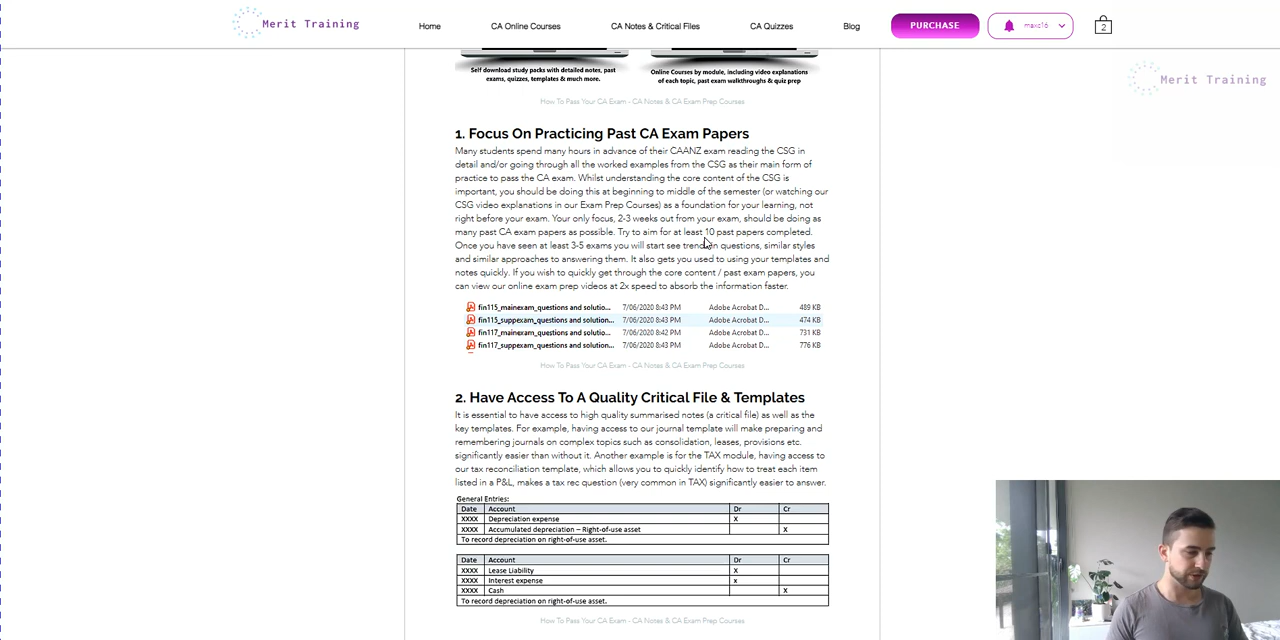 Merit Training
Home
CA Online Courses
CA Notes & Critical Files
CA Quizzes
Blog
PURCHASE
maxc16
2
Merit Training
Self download study packs with detailed notes, past
exams, quizzes, templates & much more.
Online Courses by module, including video explanations
of each topic, past exam walkthroughs & quiz prep
How To Pass Your CA Exam - CA Notes & CA Exam Prep Courses
1. Focus On Practicing Past CA Exam Papers
Many students spend many hours in advance of their CAANZ exam reading the CSG in
detail and/or going through all the worked examples from the CSG as their main form of
practice to pass the CA exam. Whilst understanding the core content of the CSG is
important, you should be doing this at beginning to middle of the semester (or watching our
CSG video explanations in our Exam Prep Courses) as a foundation for your learning, not
right before your exam. Your only focus, 2-3 weeks out from your exam, should be doing as
many past CA exam papers as possible. Try to aim for at least 10 past papers completed.
Once you have seen at least 3-5 exams you will start see trends in questions, similar styles
and similar approaches to answering them. It also gets you used to using your templates and
notes quickly. If you wish to quickly get through the core content / past exam papers, you
can view our online exam prep videos at 2x speed to absorb the information faster.
fin115_mainexam_questions and solutio... 7/06/2020 8:43 PM Adobe Acrobat D... 489 KB
fin115_suppexam_questions and solution... 7/06/2020 8:43 PM Adobe Acrobat D... 474 KB
fin117_mainexam_questions and solutio... 7/06/2020 8:42 PM Adobe Acrobat D... 731 KB
fin117_suppexam_questions and solution... 7/06/2020 8:43 PM Adobe Acrobat D... 776 KB
How To Pass Your CA Exam - CA Notes & CA Exam Prep Courses
2. Have Access To A Quality Critical File & Templates
It is essential to have access to high quality summarised notes (a critical file) as well as the
key templates. For example, having access to our journal template will make preparing and
remembering journals on complex topics such as consolidation, leases, provisions etc.
significantly easier than without it. Another example is for the TAX module, having access to
our tax reconciliation template, which allows you to quickly identify how to treat each item
listed in a P&L, makes a tax rec question (very common in TAX) significantly easier to answer.
General Entries:
Date Account Dr Cr
XXXX Depreciation expense X
XXXX Accumulated depreciation – Right-of-use asset X
To record depreciation on right-of-use asset.
Date Account Dr Cr
XXXX Lease Liability X
XXXX Interest expense x
XXXX Cash X
To record depreciation on right-of-use asset.
How To Pass Your CA Exam - CA Notes & CA Exam Prep Courses